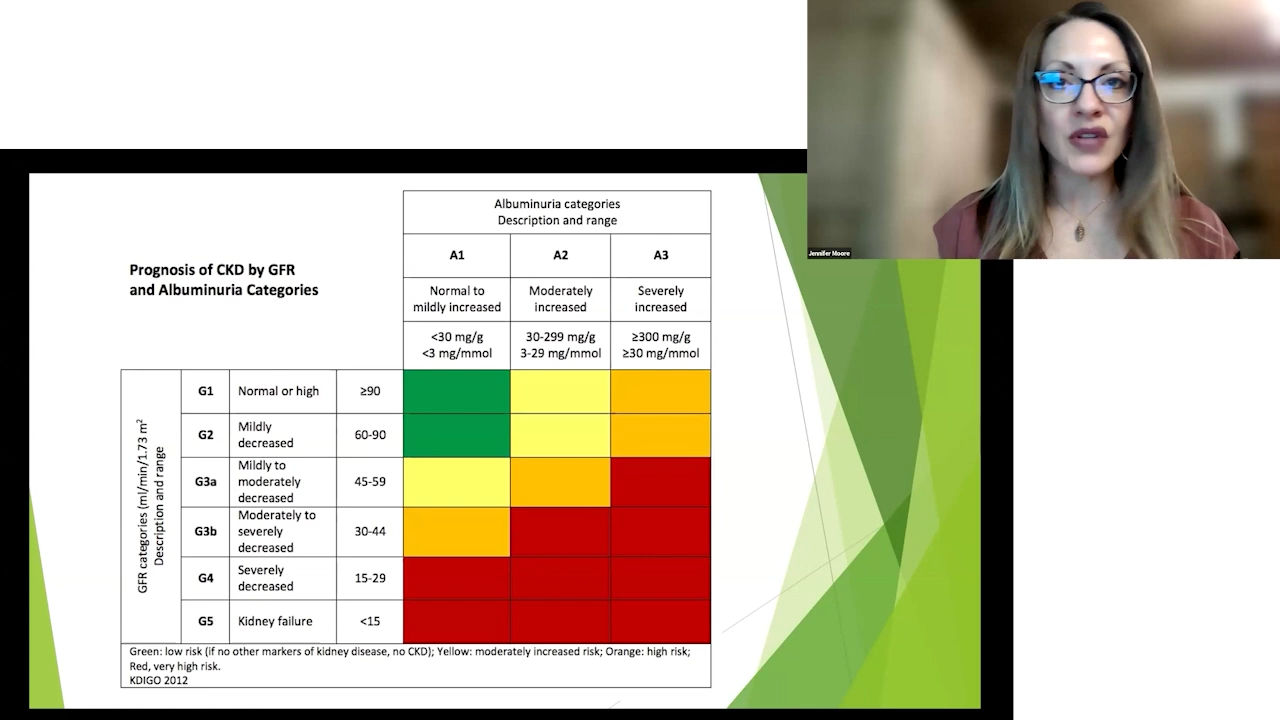 Jennifer Moore
Albuminuria categories
Description and range
Prognosis of CKD by GFR
and Albuminuria Categories
A1
A2
A3
Normal to
mildly increased
Moderately
increased
Severely
increased
<30 mg/g
<3 mg/mmol
30-299 mg/g
3-29 mg/mmol
≥300 mg/g
≥30 mg/mmol
GFR categories (ml/min/1.73 m²
Description and range
G1
Normal or high
≥90
G2
Mildly
decreased
60-90
G3a
Mildly to
moderately
decreased
45-59
G3b
Moderately to
severely
decreased
30-44
G4
Severely
decreased
15-29
G5
Kidney failure
<15
Green: low risk (if no other markers of kidney disease, no CKD); Yellow: moderately increased risk; Orange: high risk;
Red, very high risk.
KDIGO 2012